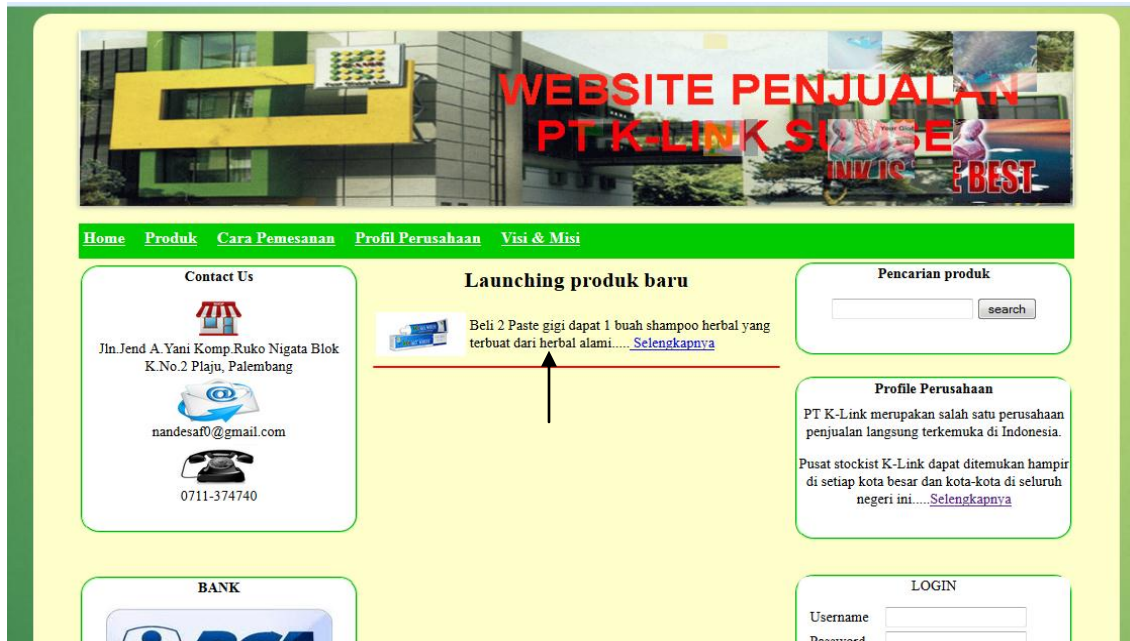 WEBSITE PENJUALAN
PT K-LINK SUMSEL
Home Produk Cara Pemesanan Profil Perusahaan Visi & Misi
Contact Us
Jln.Jend A.Yani Komp.Ruko Nigata Blok
K.No.2 Plaju, Palembang
nandesaf0@gmail.com
0711-374740
BANK
BCA
Launching produk baru
Beli 2 Paste gigi dapat 1 buah shampoo herbal yang
terbuat dari herbal alami..... Selengkapnya
Pencarian produk
search
Profile Perusahaan
PT K-Link merupakan salah satu perusahaan
penjualan langsung terkemuka di Indonesia.
Pusat stockist K-Link dapat ditemukan hampir
di setiap kota besar dan kota-kota di seluruh
negeri ini.....Selengkapnya
LOGIN
Username
Password